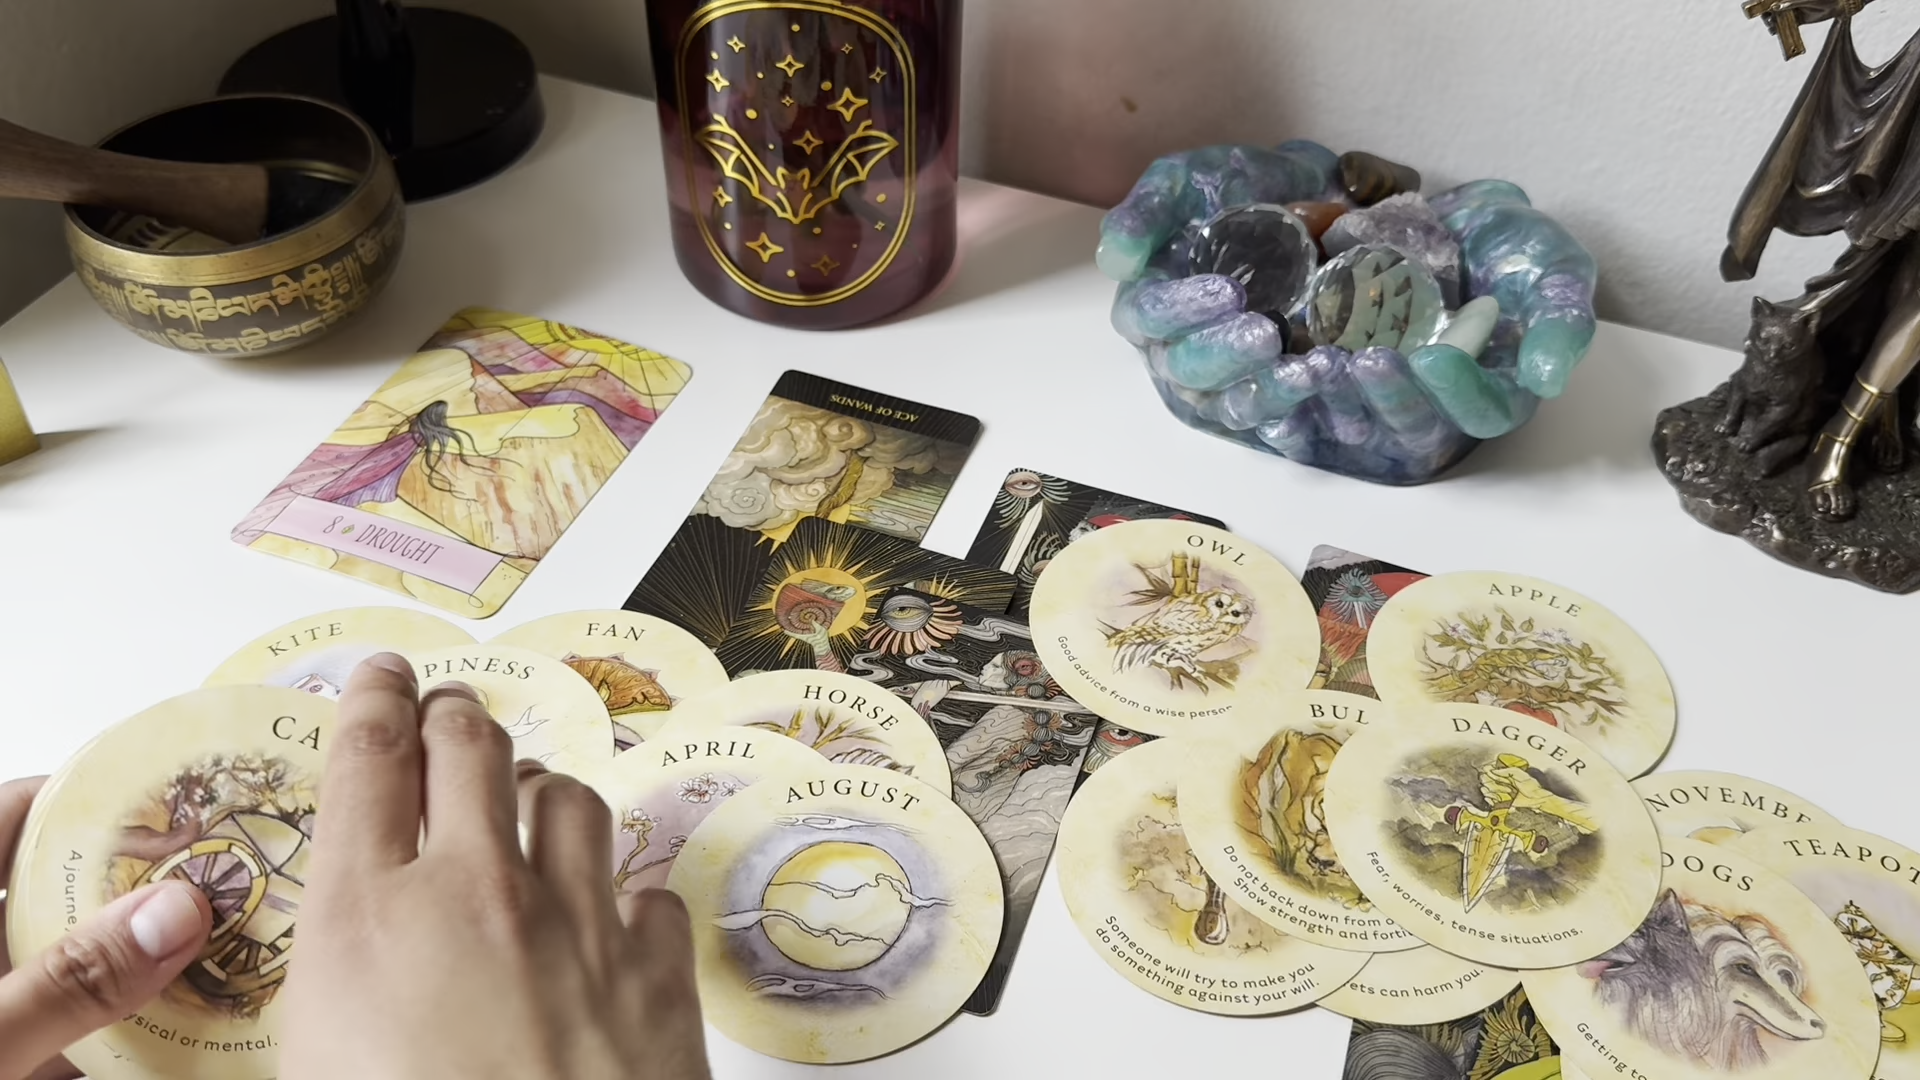 ACE OF WANDS
8 DROUGHT
OWL
Good advice from a wise person
APPLE
KITE
FAN
PINESS
HORSE
BUL
DAGGER
Fear, worries, tense situations.
APRIL
AUGUST
CA
A journe
ysical or mental.
Do not back down from a
Show strength and forti
Someone will try to make you
do something against your will.
ets can harm you.
NOVEMBE
TEAPOT
DOGS
Getting to